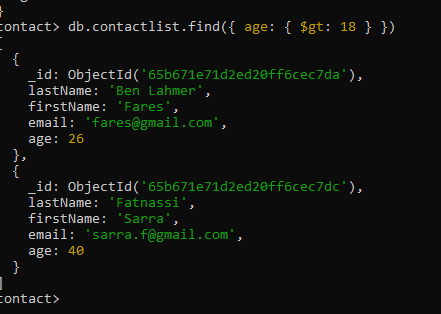 }
contact> db.contactlist.find({ age: { $gt: 18 } })
[
{
_id: ObjectId('65b671e71d2ed20ff6cec7da'),
lastName: 'Ben Lahmer',
firstName: 'Fares',
email: 'fares@gmail.com',
age: 26
},
{
_id: ObjectId('65b671e71d2ed20ff6cec7dc'),
lastName: 'Fatnassi',
firstName: 'Sarra',
email: 'sarra.f@gmail.com',
age: 40
}
]
contact>